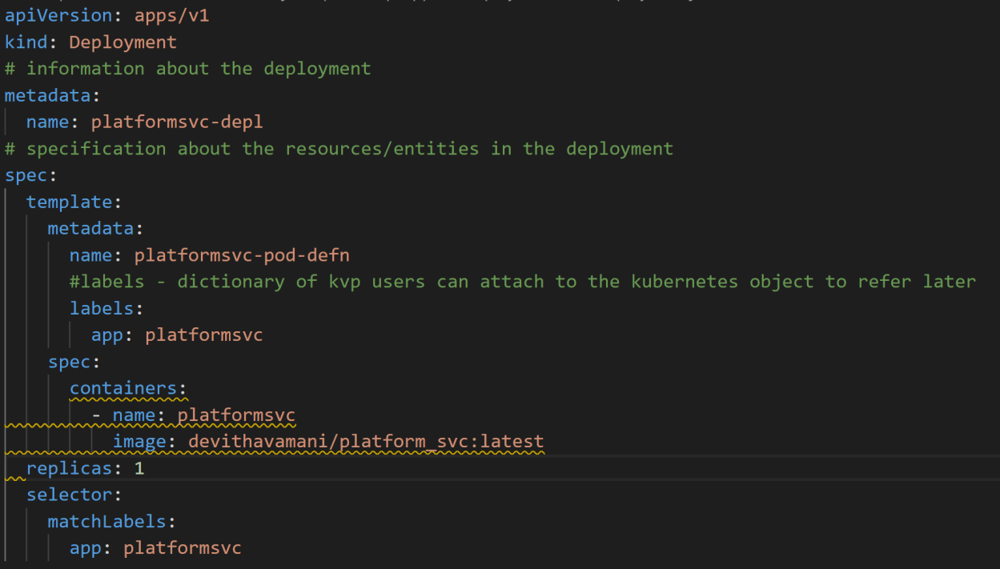 apiVersion: apps/v1
kind: Deployment
# information about the deployment
metadata:
  name: platformsvc-depl
# specification about the resources/entities in the deployment
spec:
  template:
    metadata:
      name: platformsvc-pod-defn
      #labels - dictionary of kvp users can attach to the kubernetes object to refer later
      labels:
        app: platformsvc
    spec:
      containers:
        - name: platformsvc
          image: devithavamani/platform_svc:latest
  replicas: 1
  selector:
    matchLabels:
      app: platformsvc